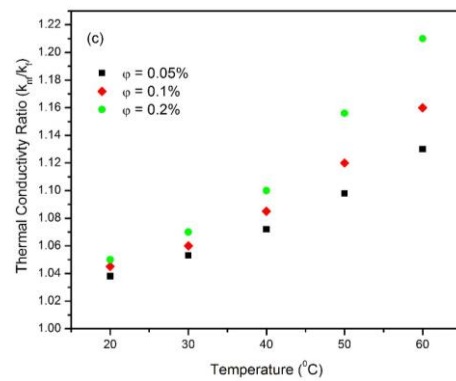 (c)
φ = 0.05%
φ = 0.1%
φ = 0.2%
Thermal Conductivty Ratio (knf/kf)
1.22
1.20
1.18
1.16
1.14
1.12
1.10
1.08
1.06
1.04
1.02
1.00
20 30 40 50 60
Temperature (⁰C)